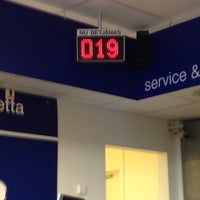 NU BETJÄNAS
019
service &
etta